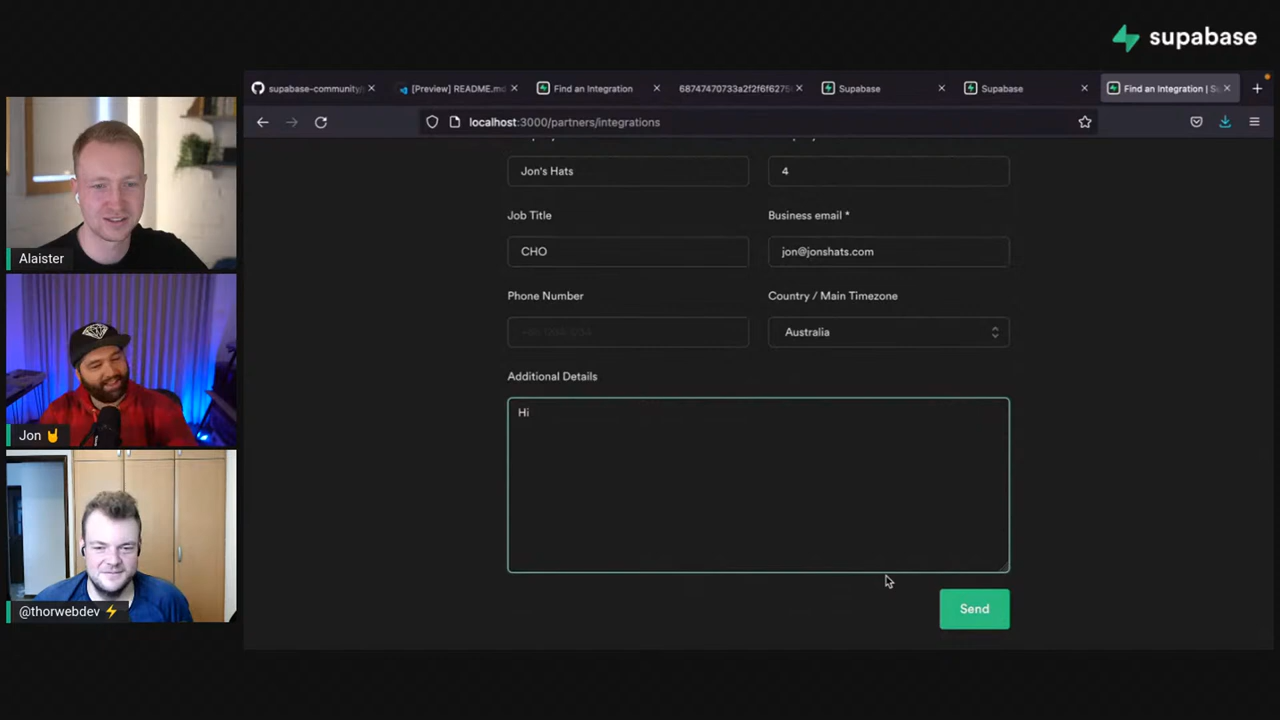 supabase
supabase-community/
[Preview] README.md
Find an Integration
68747470733a2f2f6f6275
Supabase
Supabase
Find an Integration | Su
localhost:3000/partners/integrations
Jon's Hats
4
Job Title
Business email *
CHO
jon@jonshats.com
Phone Number
Country / Main Timezone
Australia
Additional Details
Hi
Send
Alaister
Jon 🤘
@thorwebdev ⚡